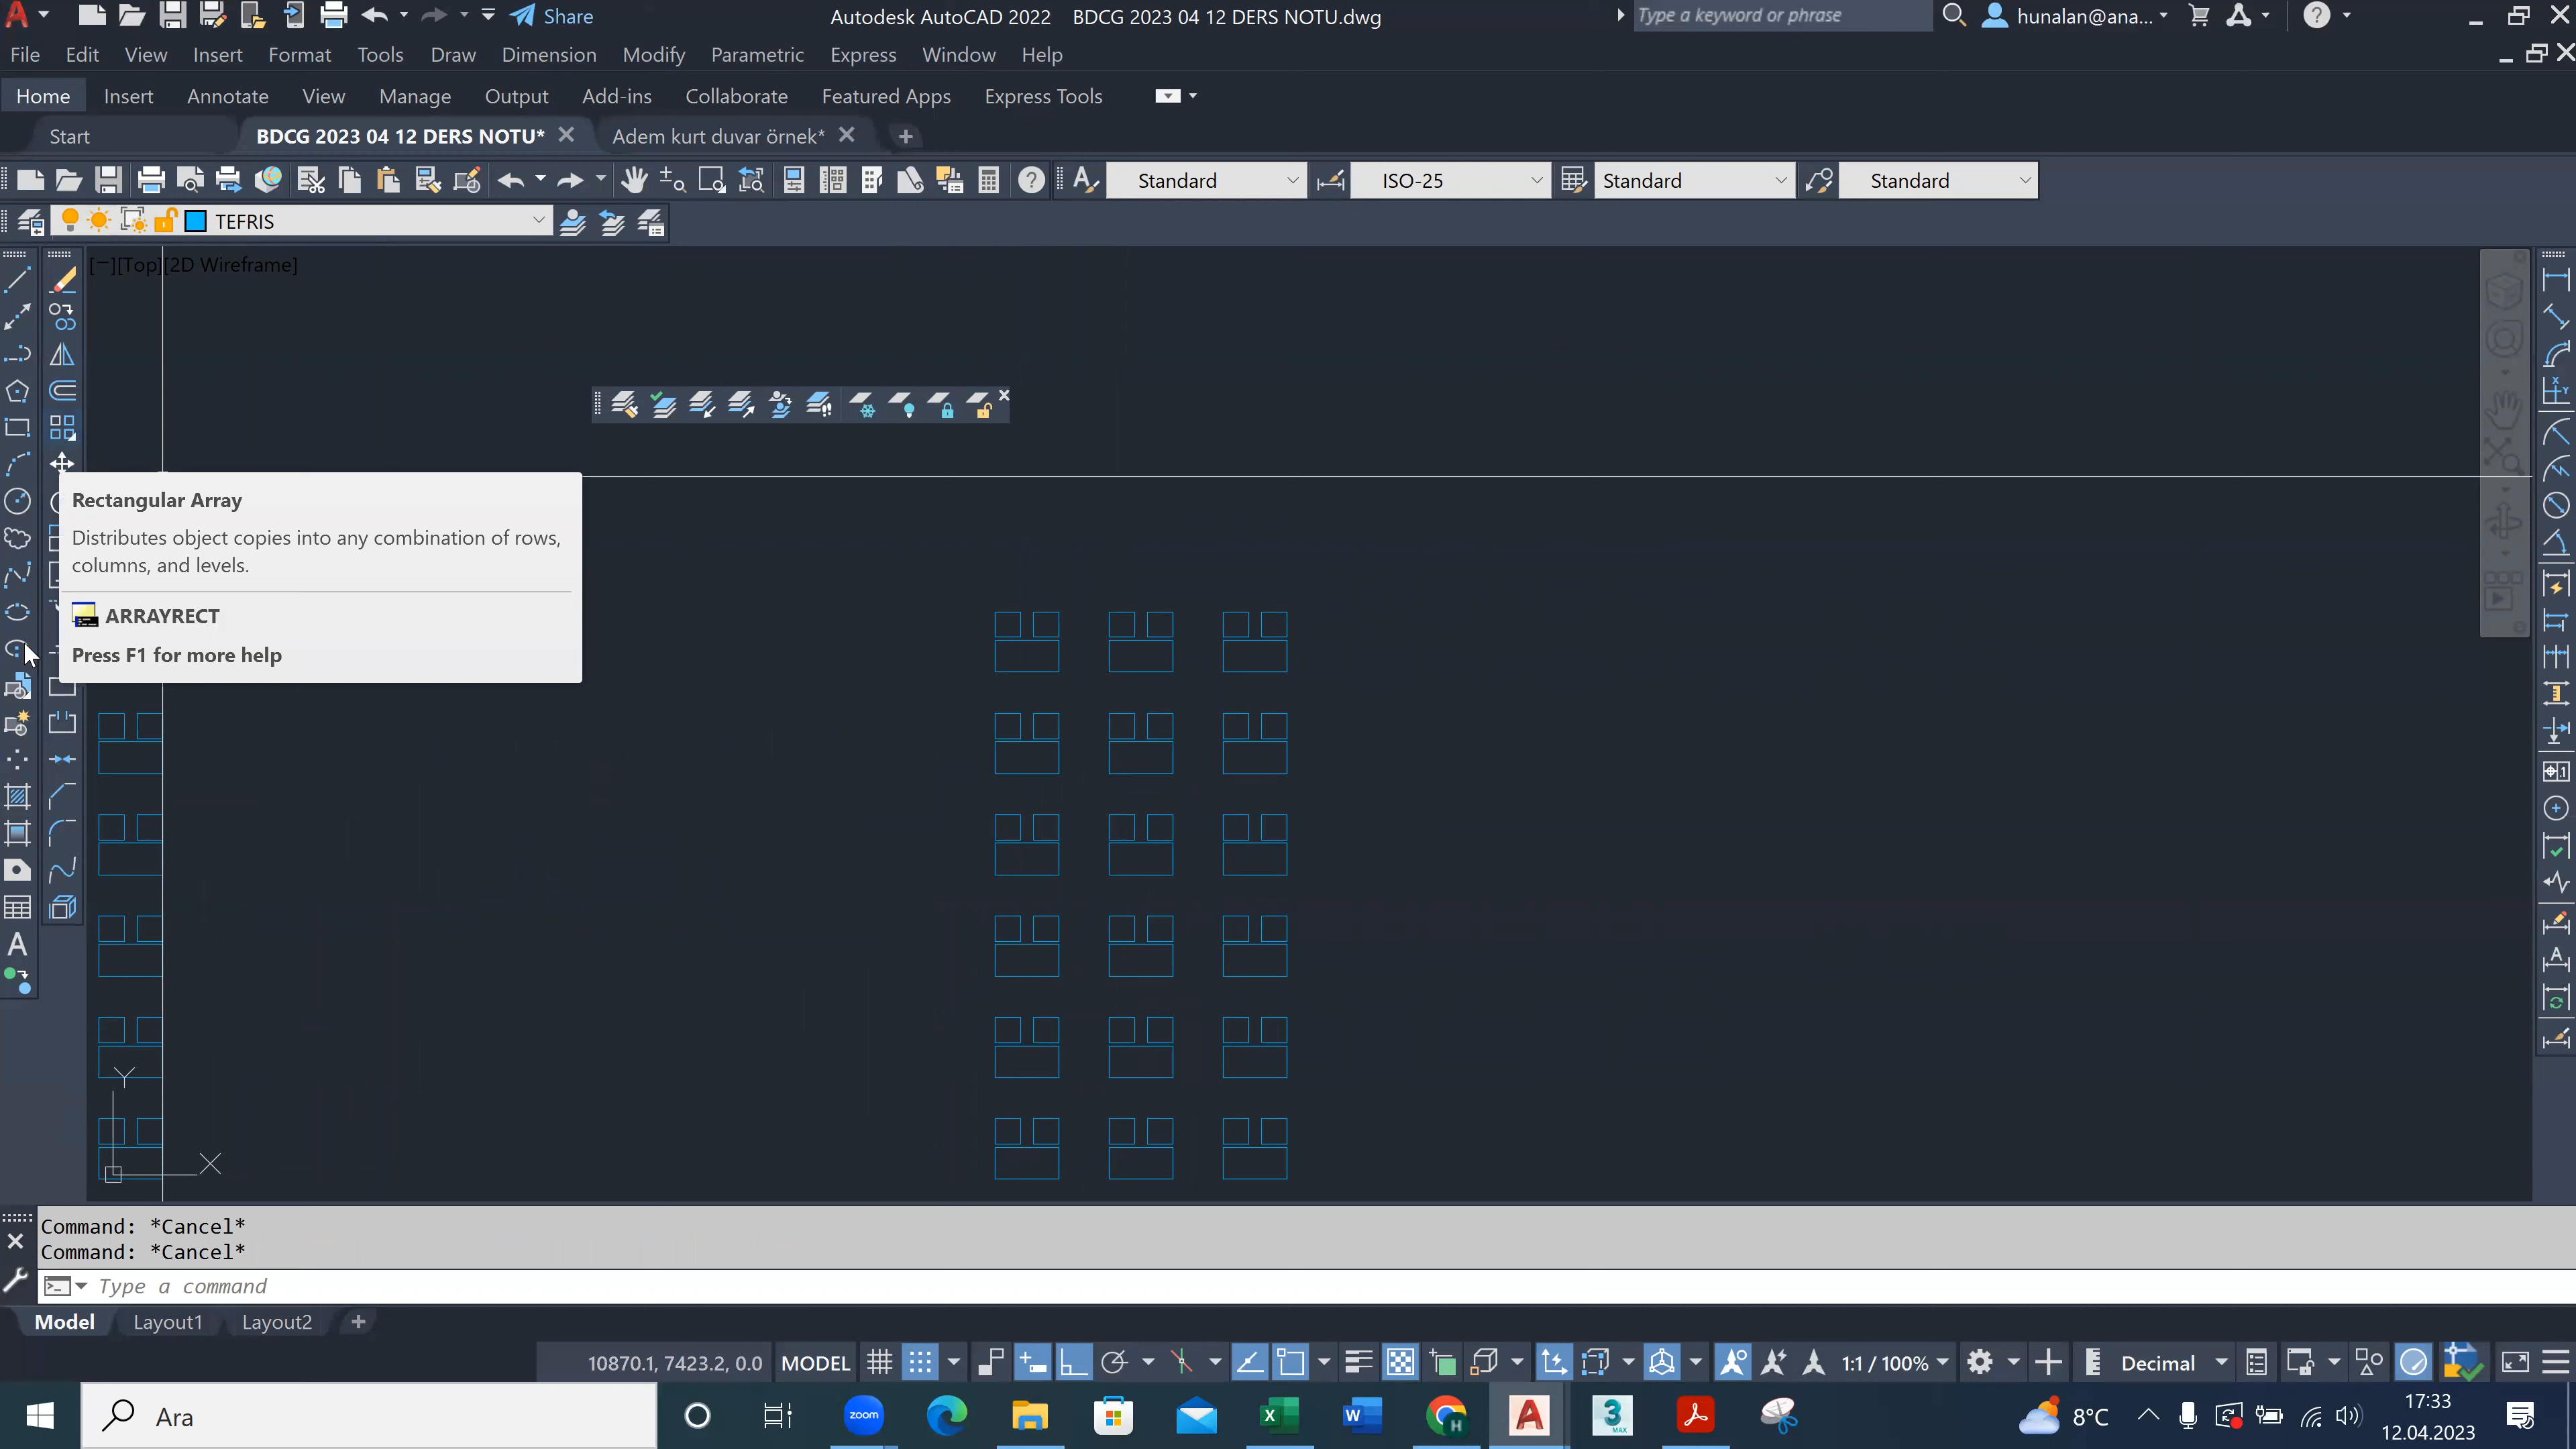 Share
Autodesk AutoCAD 2022 BDCG 2023 04 12 DERS NOTU.dwg
Type a keyword or phrase
hunalan@ana...
File Edit View Insert Format Tools Draw Dimension Modify Parametric Express Window Help
Home Insert Annotate View Manage Output Add-ins Collaborate Featured Apps Express Tools
Start BDCG 2023 04 12 DERS NOTU* Adem kurt duvar örnek*
Standard ISO-25 Standard Standard
TEFRIS
[−][Top][2D Wireframe]
Rectangular Array
Distributes object copies into any combination of rows,
columns, and levels.
ARRAYRECT
Press F1 for more help
Y
X
Command: *Cancel*
Command: *Cancel*
Type a command
Model Layout1 Layout2
10870.1, 7423.2, 0.0 MODEL 1:1 / 100% Decimal
Ara
zoom
8°C
17:33
12.04.2023